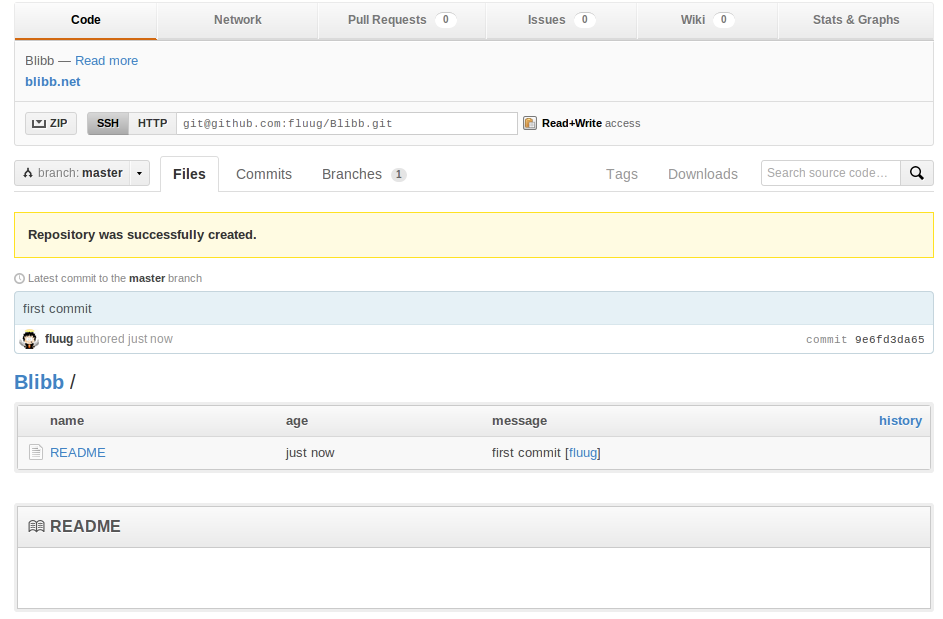 Code Network Pull Requests 0 Issues 0 Wiki 0 Stats & Graphs
Blibb — Read more
blibb.net
ZIP SSH HTTP git@github.com:fluug/Blibb.git Read+Write access
branch: master Files Commits Branches 1 Tags Downloads Search source code...
Repository was successfully created.
Latest commit to the master branch
first commit
fluug authored just now commit 9e6fd3da65
Blibb /
name age message history
README just now first commit [fluug]
README